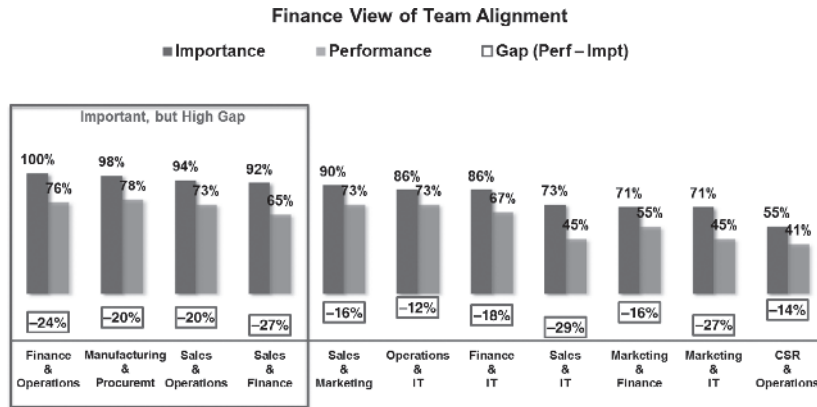 Finance View of Team Alignment
Importance Performance Gap (Perf – Impt)
Important, but High Gap
100% 76% 98% 78% 94% 73% 92% 65% 90% 73% 86% 73% 86% 67% 73% 45% 71% 55% 71% 45% 55% 41%
–24% –20% –20% –27% –16% –12% –18% –29% –16% –27% –14%
Finance Manufacturing Sales Sales Sales Operations Finance Sales Marketing Marketing CSR
& & & & & & & & & & &
Operations Procuremt Operations Finance Marketing IT IT IT Finance IT Operations